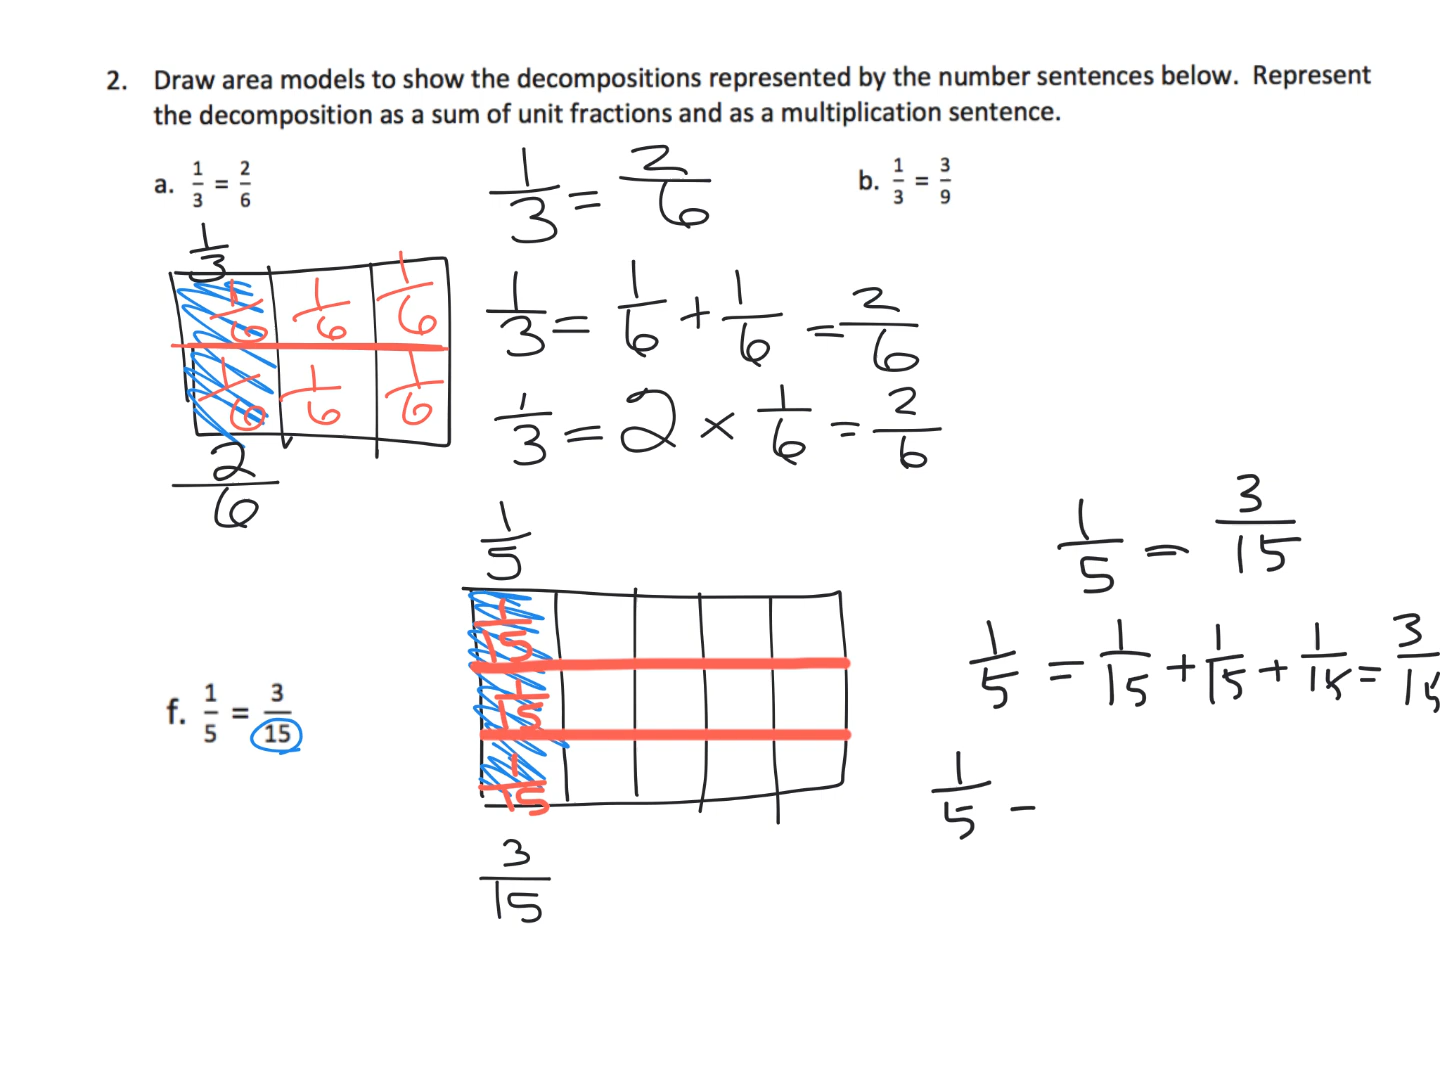 2. Draw area models to show the decompositions represented by the number sentences below. Represent
the decomposition as a sum of unit fractions and as a multiplication sentence.
a. 1/3 = 2/6
1/3 = 2/6
b. 1/3 = 3/9
1/3
1/6 1/6 1/6
1/6 1/6 1/6
2/6
1/3 = 1/6 + 1/6 = 2/6
1/3 = 2 × 1/6 = 2/6
f. 1/5 = 3/15
1/5
1/15
1/15
1/15
3/15
1/5 = 3/15
1/5 = 1/15 + 1/15 + 1/15 = 3/15
1/5 -